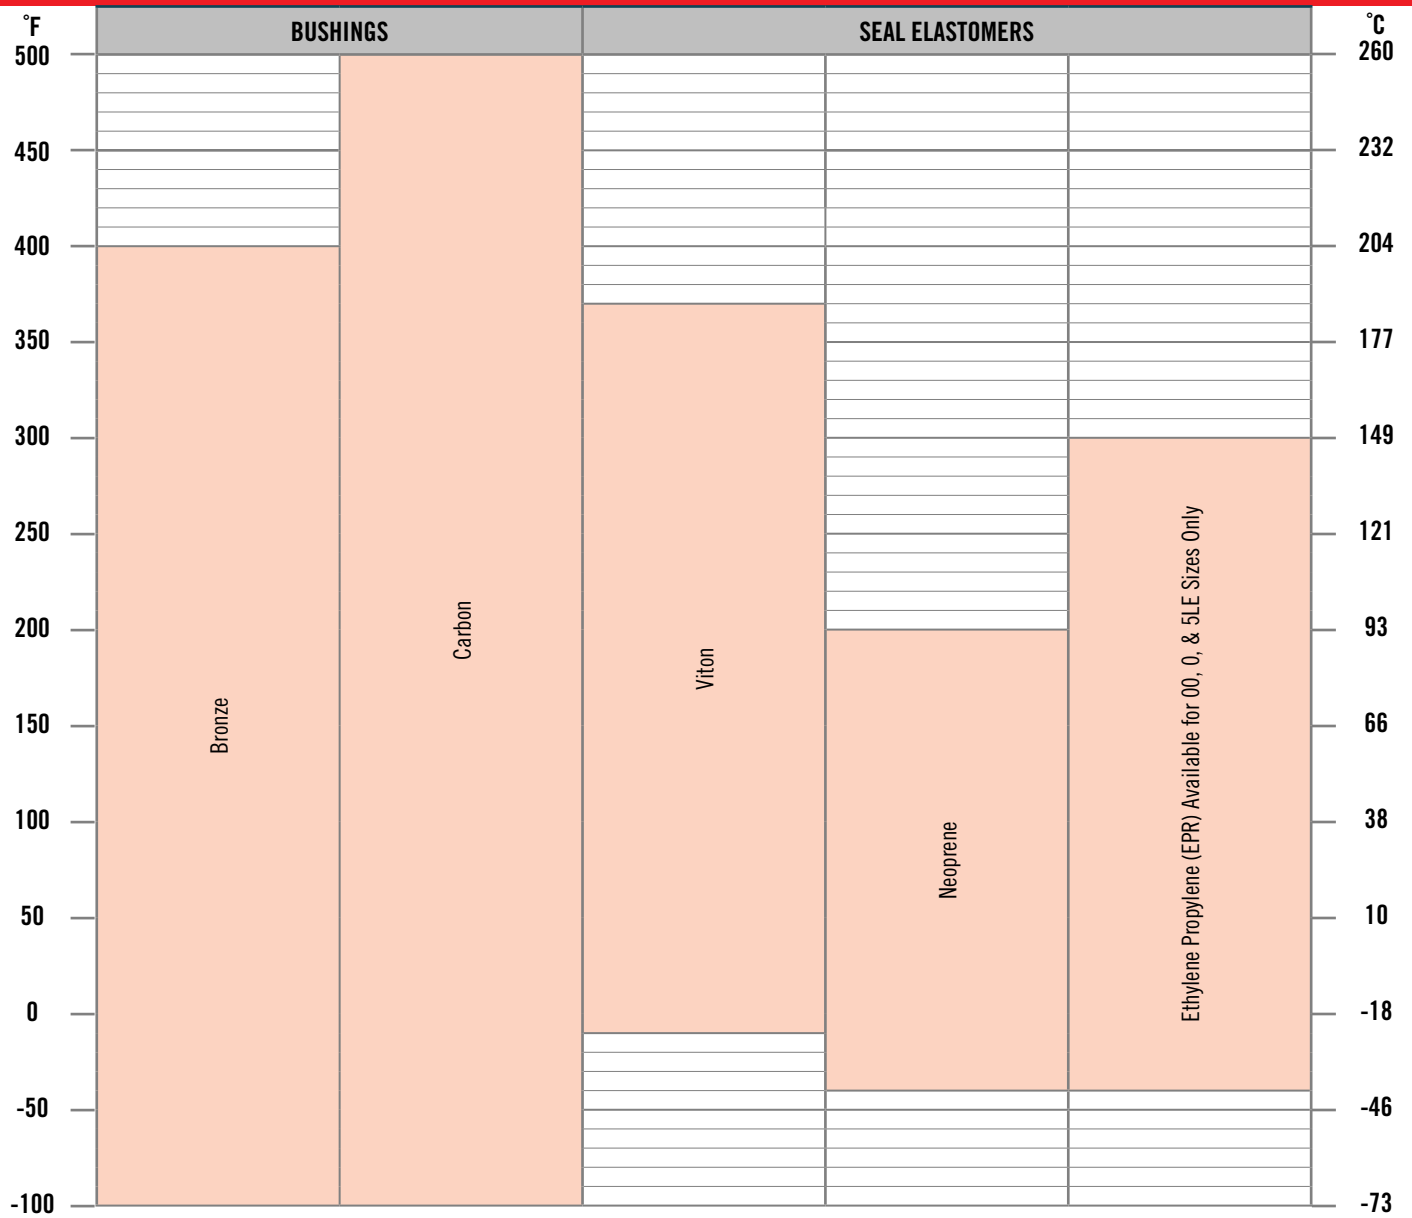 °F
BUSHINGS
SEAL ELASTOMERS
°C
500
260
450
232
400
204
350
177
300
149
250
121
200
93
150
66
100
38
50
10
0
-18
-50
-46
-100
-73
Bronze
Carbon
Viton
Neoprene
Ethylene Propylene (EPR) Available for 00, 0, & 5LE Sizes Only